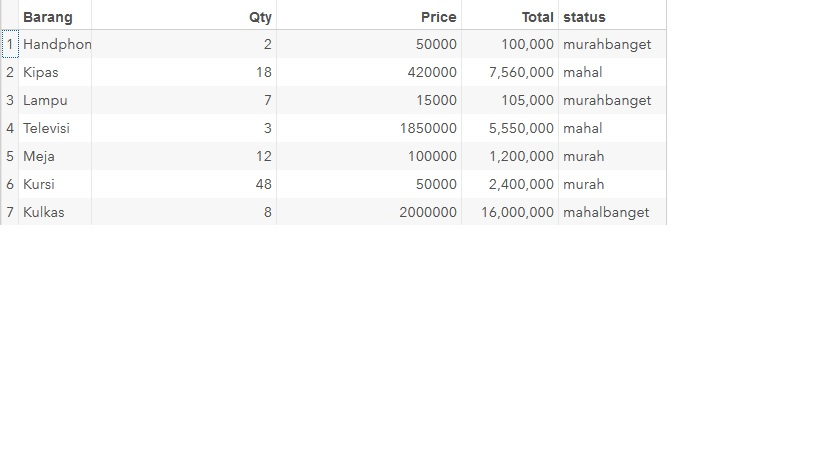 Barang Qty Price Total status
1 Handphon 2 50000 100,000 murahbanget
2 Kipas 18 420000 7,560,000 mahal
3 Lampu 7 15000 105,000 murahbanget
4 Televisi 3 1850000 5,550,000 mahal
5 Meja 12 100000 1,200,000 murah
6 Kursi 48 50000 2,400,000 murah
7 Kulkas 8 2000000 16,000,000 mahalbanget